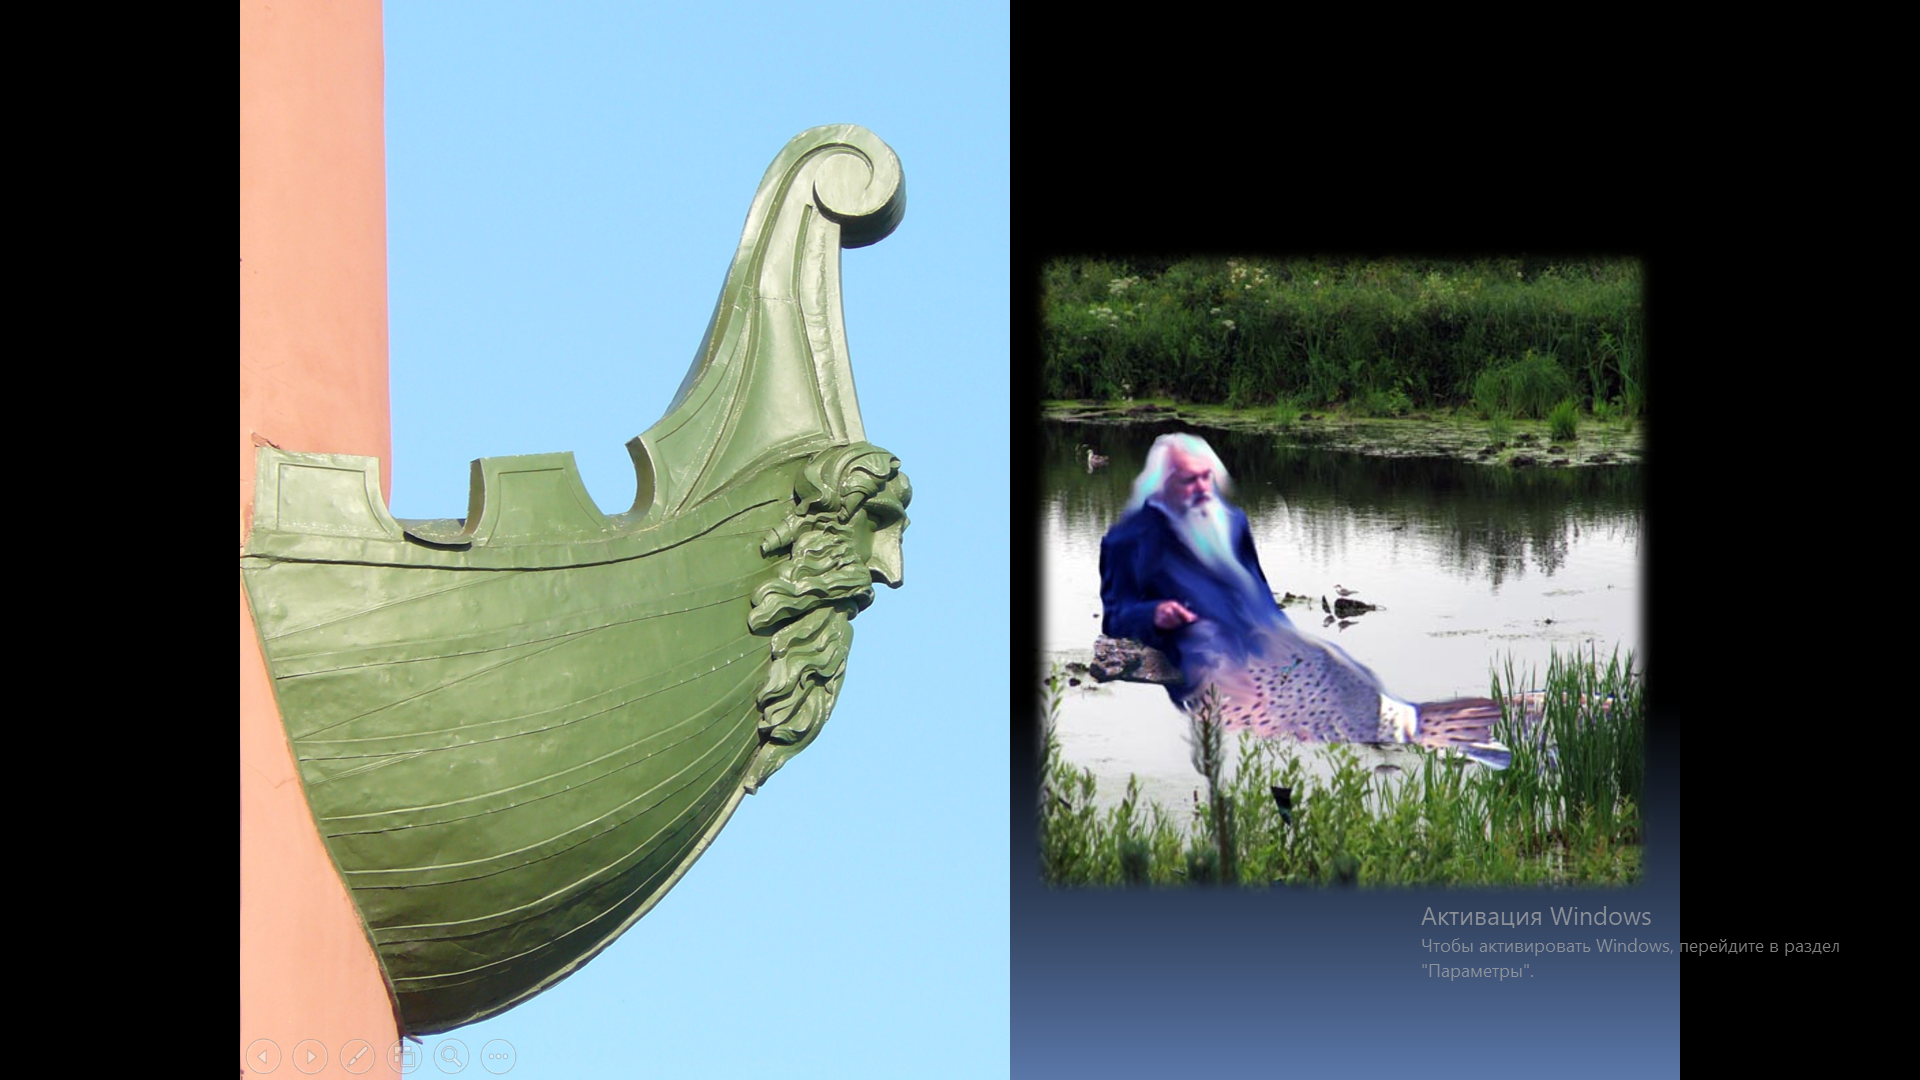 Активация Windows
Чтобы активировать Windows, перейдите в раздел
"Параметры".